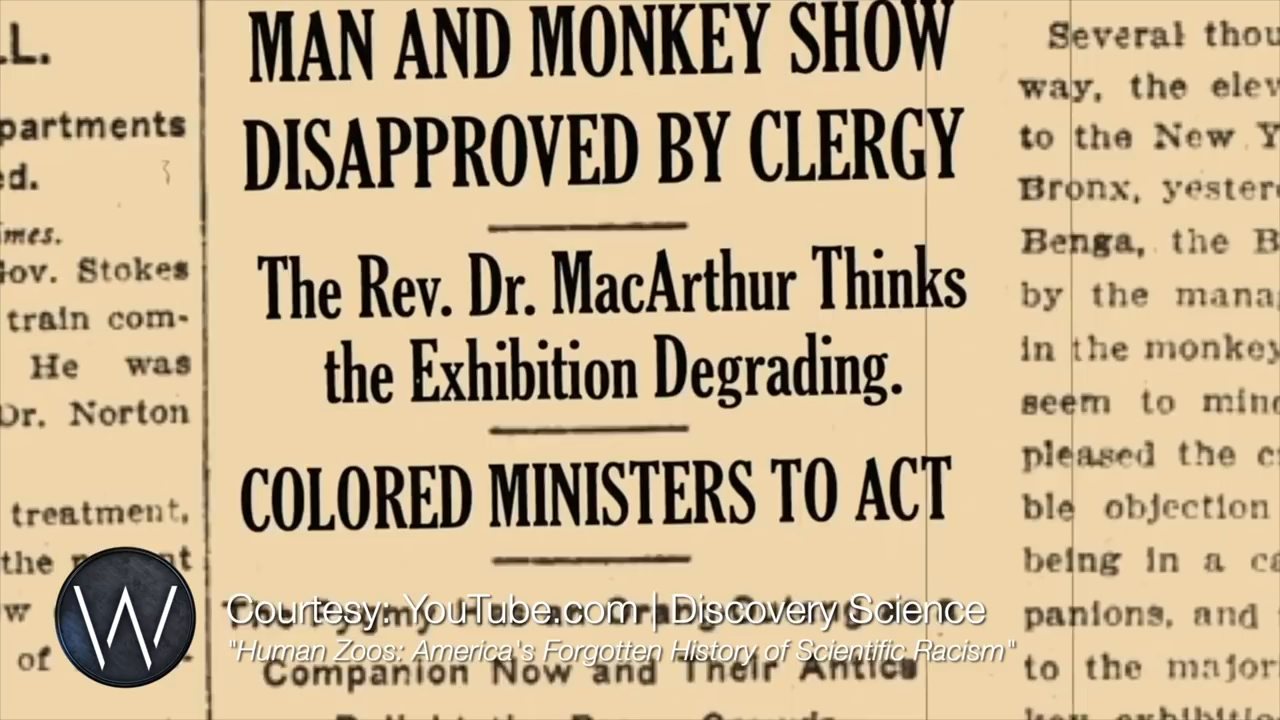 LL.
partments
ed.
imes.
Gov. Stokes
train com-
He was
Dr. Norton
treatment,
the
w
of
MAN AND MONKEY SHOW
DISAPPROVED BY CLERGY
The Rev. Dr. MacArthur Thinks
the Exhibition Degrading.
COLORED MINISTERS TO ACT
Companion Now and Their Antics
Several thou
way, the elev
to the New Y
Bronx, yester
Benga, the B
by the mana
in the monkey
seem to mind
pleased the c
ble objection
being in a ca
panions, and
to the major
W
Courtesy: YouTube.com | Discovery Science
"Human Zoos: America's Forgotten History of Scientific Racism"